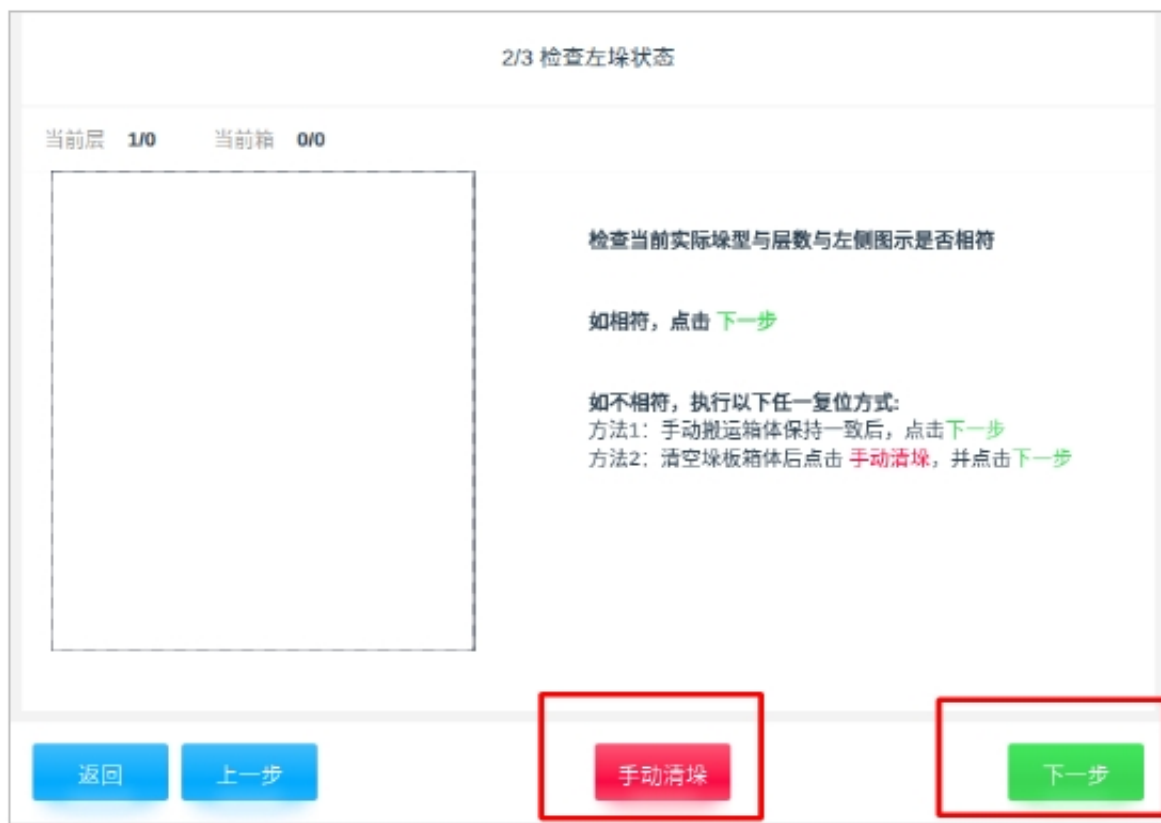 2/3 检查左垛状态
当前层 1/0 当前箱 0/0
检查当前实际垛型与层数与左侧图示是否相符
如相符，点击 下一步
如不相符，执行以下任一复位方式:
方法1：手动搬运箱体保持一致后，点击下一步
方法2：清空垛板箱体后点击 手动清垛，并点击下一步
返回 上一步 手动清垛 下一步